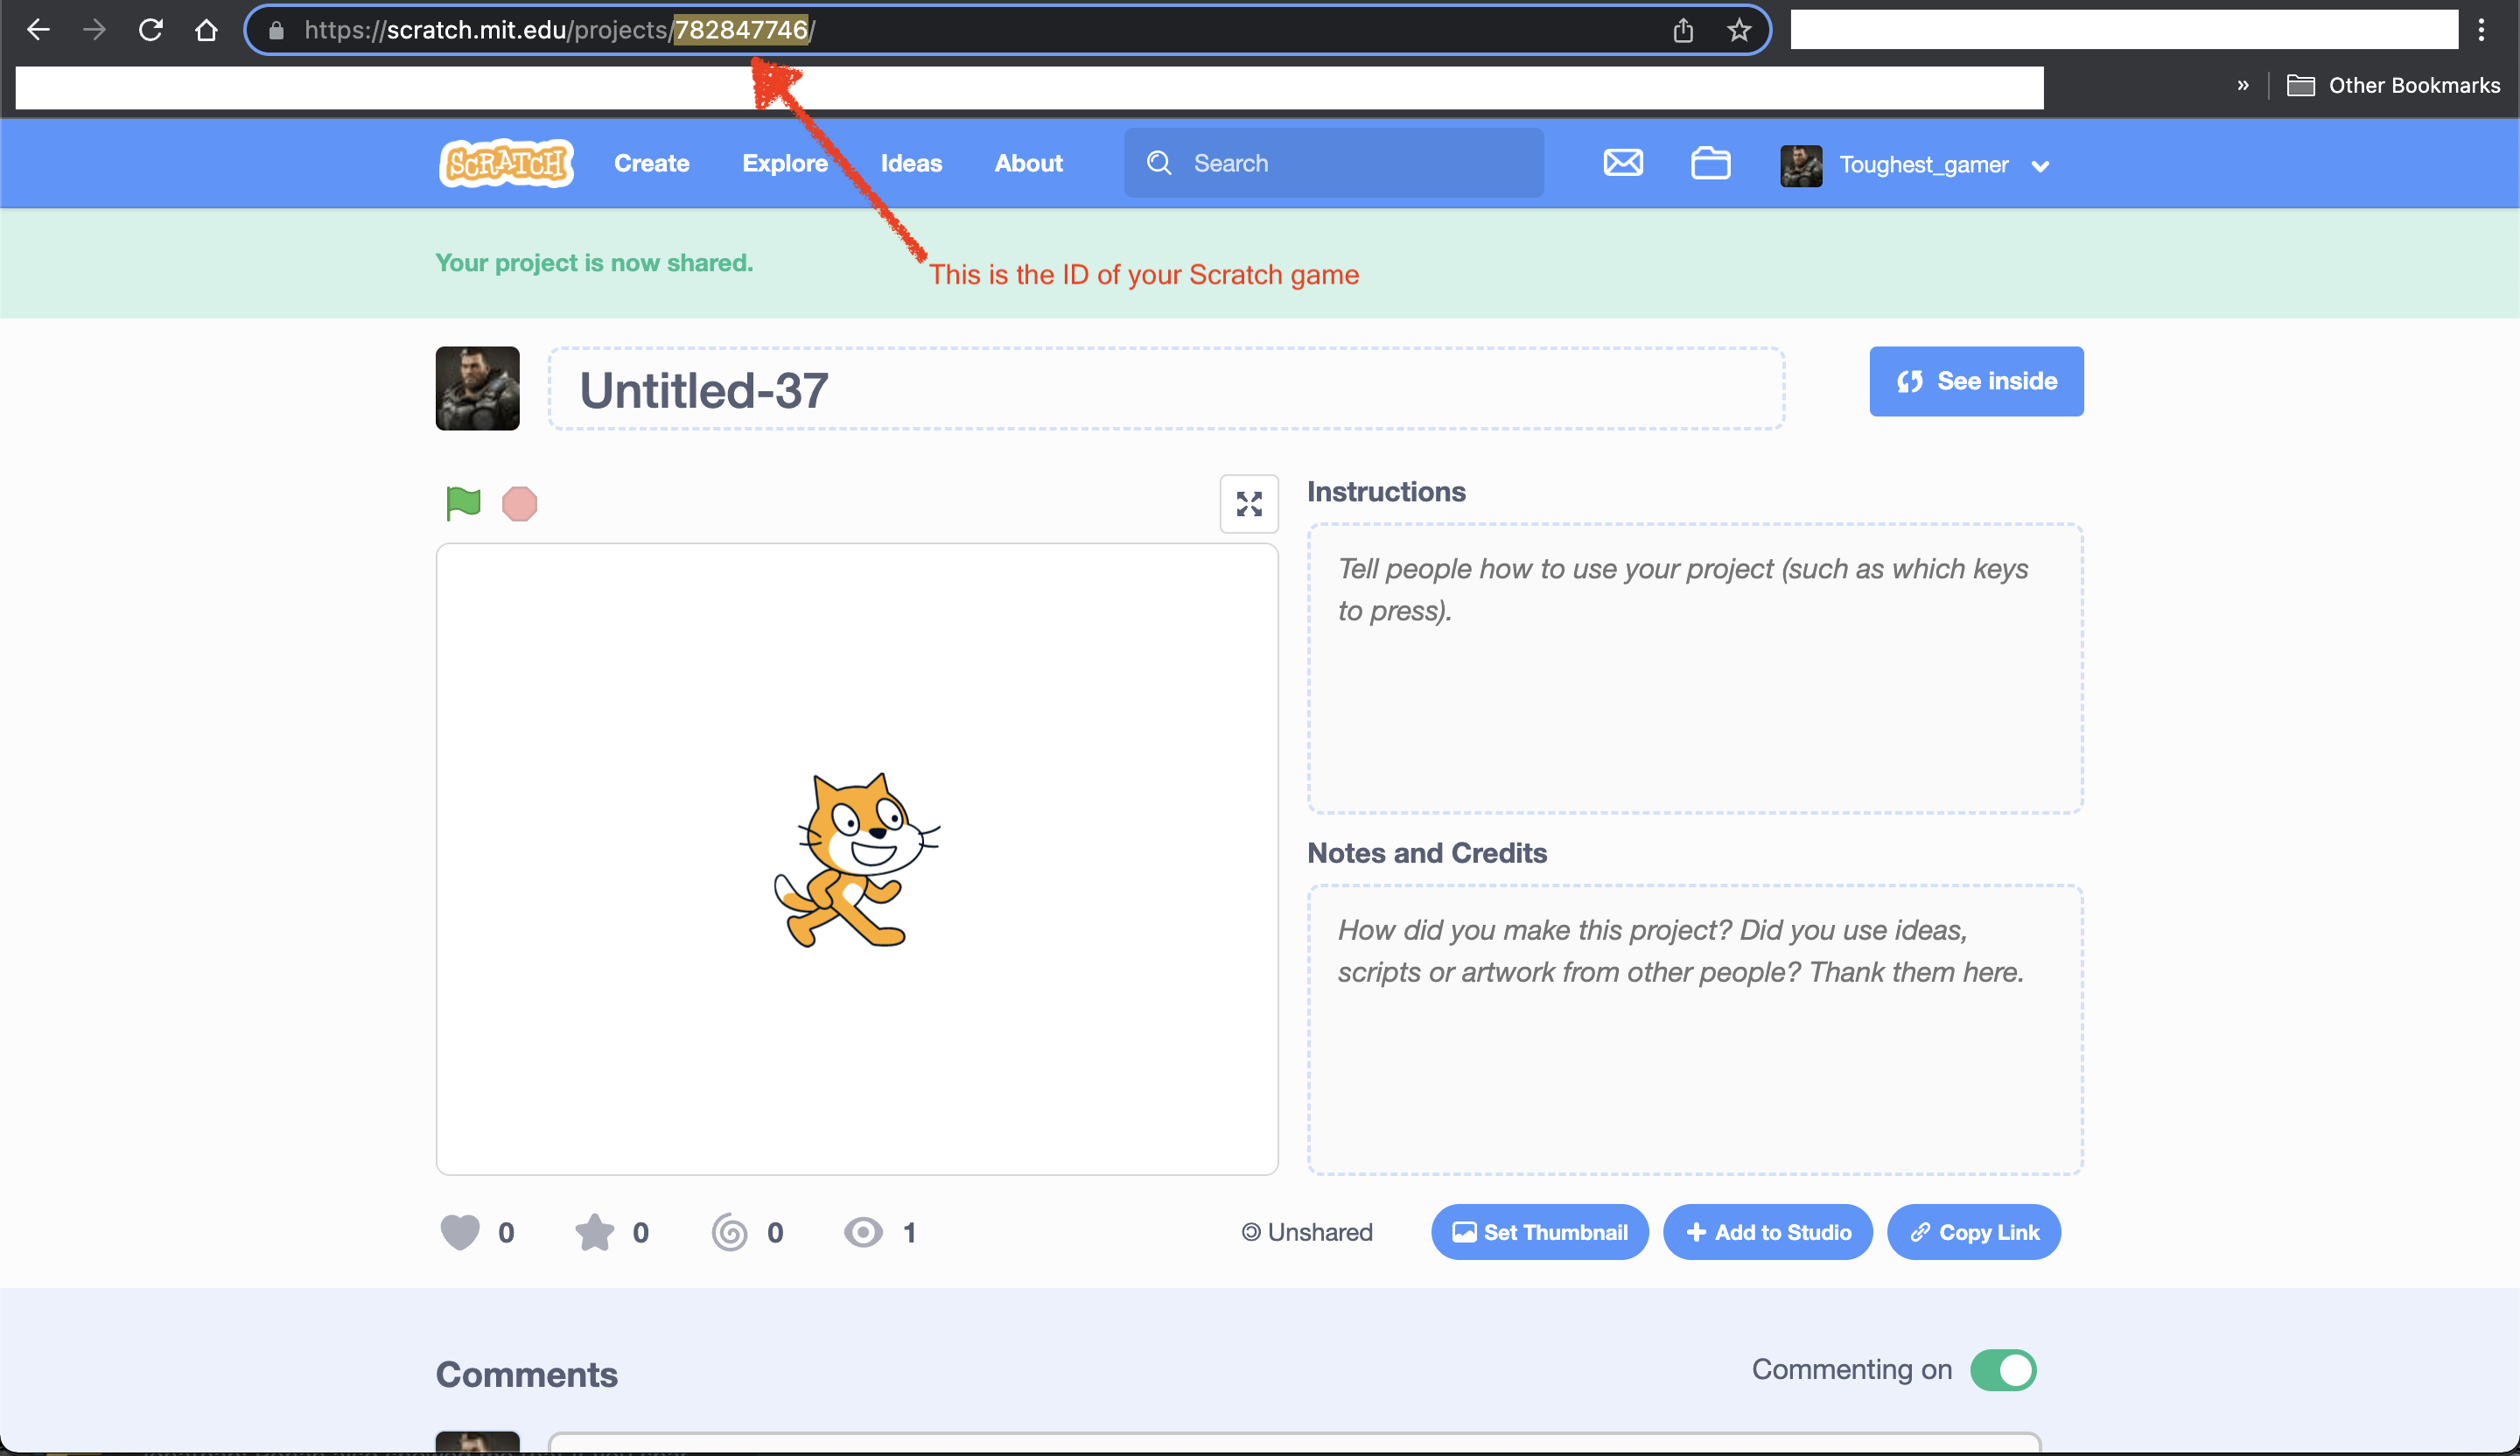 https://scratch.mit.edu/projects/782847746/
» Other Bookmarks
SCRATCH Create Explore Ideas About Search Toughest_gamer
Your project is now shared.
This is the ID of your Scratch game
Untitled-37
See inside
Instructions
Tell people how to use your project (such as which keys
to press).
Notes and Credits
How did you make this project? Did you use ideas,
scripts or artwork from other people? Thank them here.
0 0 0 1 Unshared Set Thumbnail Add to Studio Copy Link
Comments
Commenting on